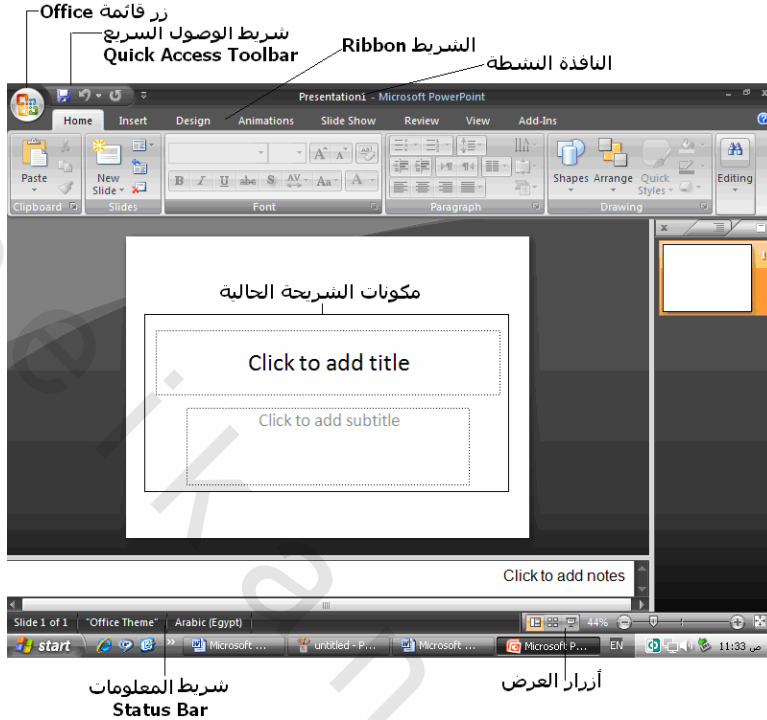 زر قائمة Office
شريط الوصول السريع
Quick Access Toolbar
الشريط Ribbon
النافذة النشطة
Presentation1 - Microsoft PowerPoint
Home Insert Design Animations Slide Show Review View Add-Ins
Paste
New Slide
Shapes Arrange Quick Styles
Editing
Clipboard Slides Font Paragraph Drawing
1
مكونات الشريحة الحالية
Click to add title
Click to add subtitle
Click to add notes
Slide 1 of 1 "Office Theme" Arabic (Egypt) 44%
start Microsoft ... untitled - P... Microsoft ... Microsoft P... EN 11:33 ص
شريط المعلومات
Status Bar
أزرار العرض